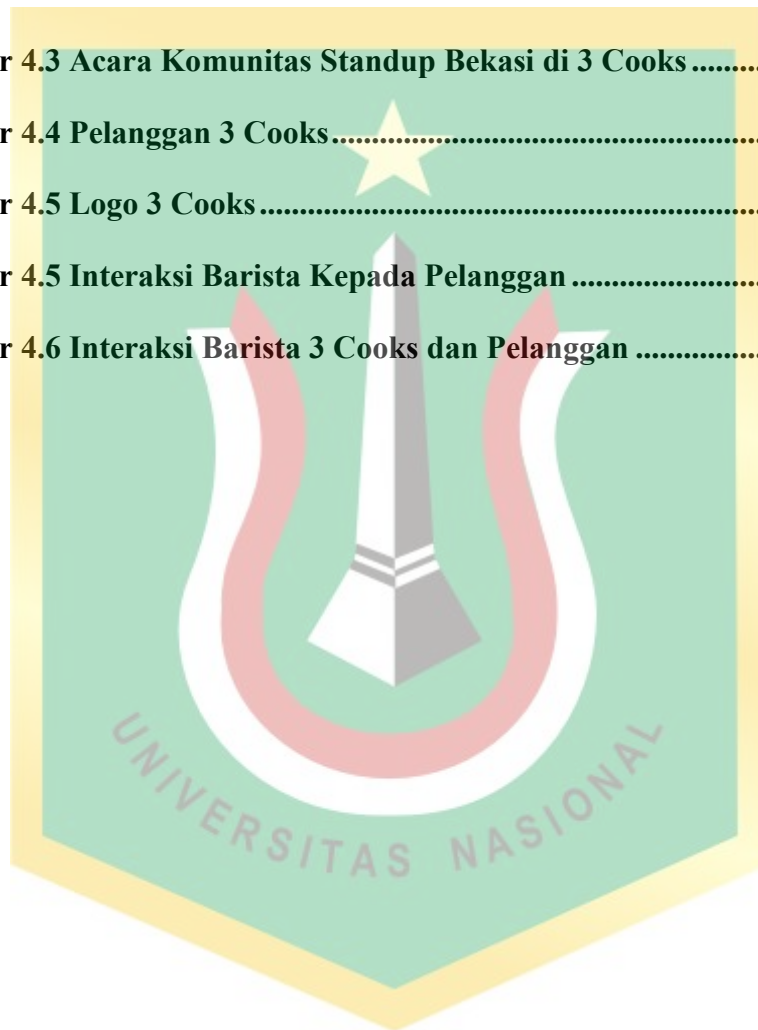 r 4.3 Acara Komunitas Standup Bekasi di 3 Cooks..........
r 4.4 Pelanggan 3 Cooks..........................................................
r 4.5 Logo 3 Cooks....................................................................
r 4.5 Interaksi Barista Kepada Pelanggan..........................
r 4.6 Interaksi Barista 3 Cooks dan Pelanggan..................
UNIVERSITAS NASIONAL